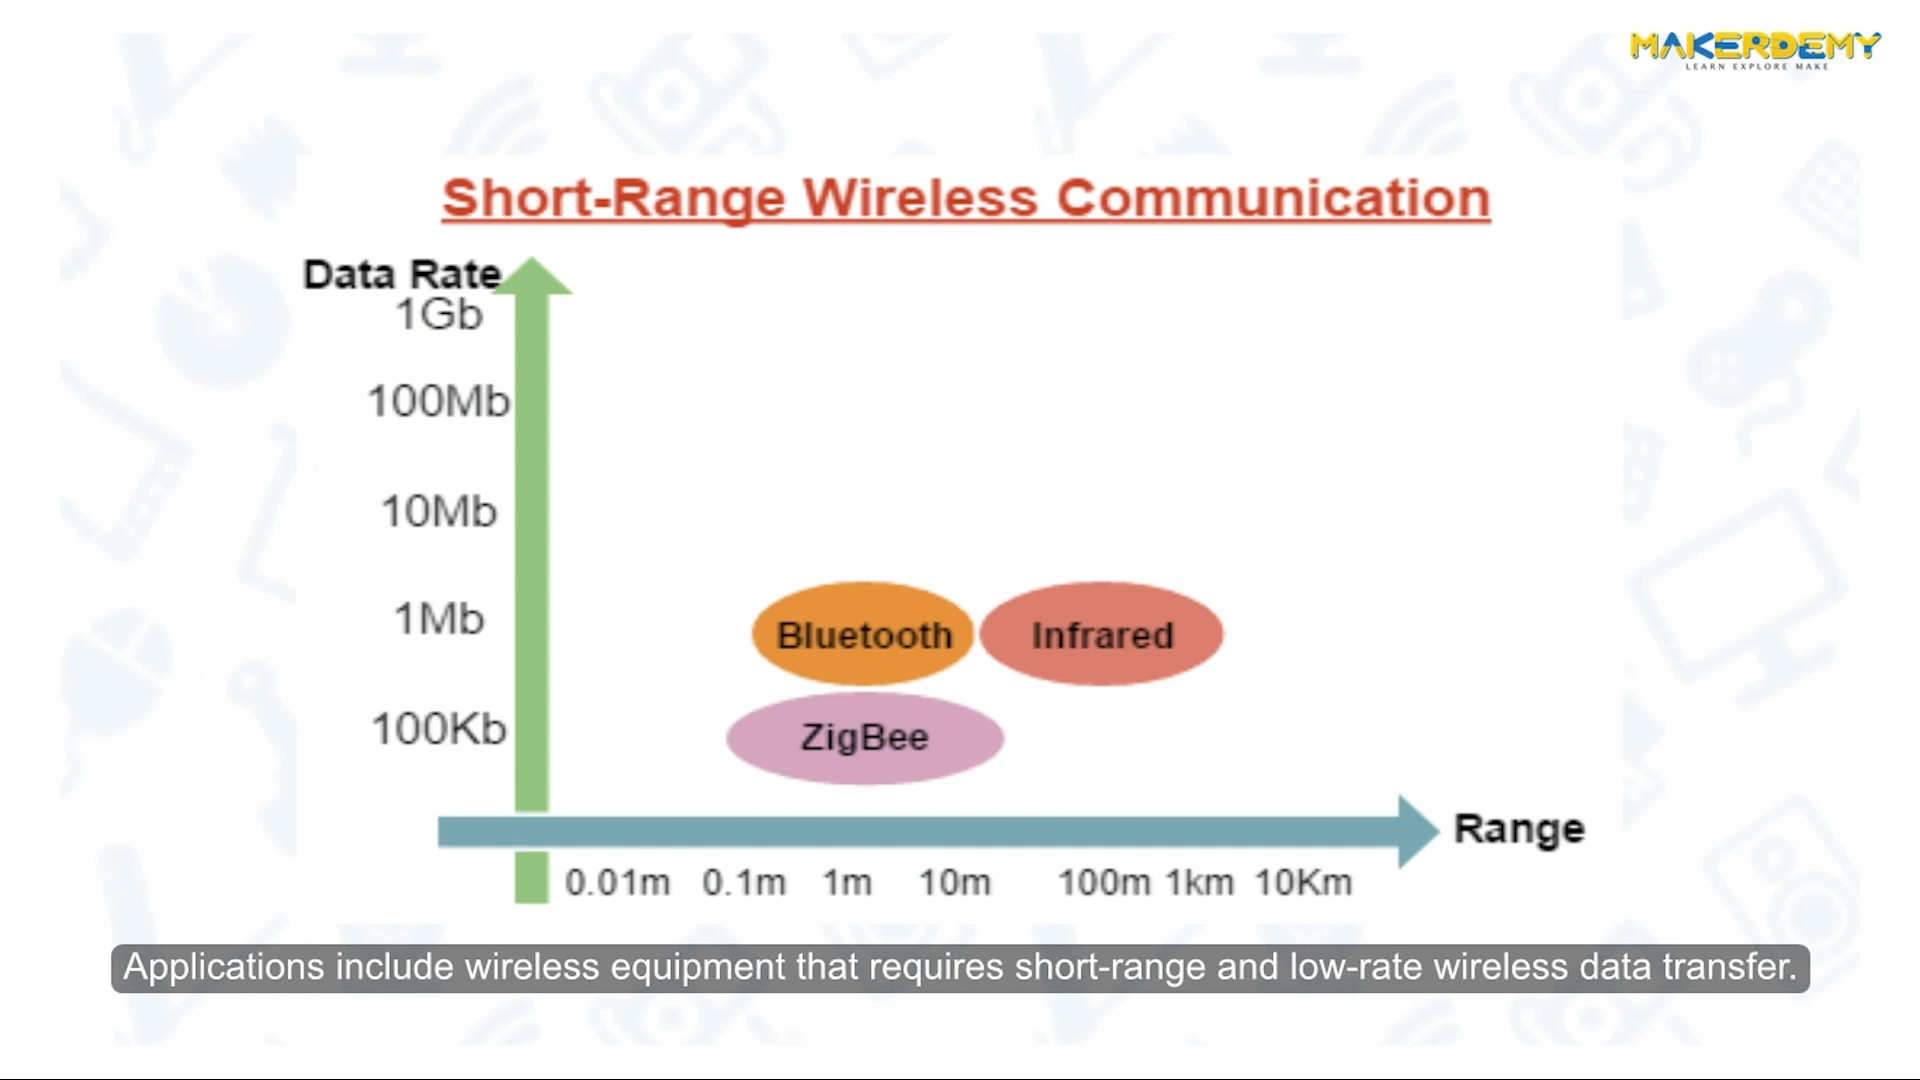 MAKERDEMY
LEARN EXPLORE MAKE
Short-Range Wireless Communication
Data Rate
1Gb
100Mb
10Mb
1Mb
Bluetooth
Infrared
100Kb
ZigBee
Range
0.01m 0.1m 1m 10m 100m 1km 10Km
Applications include wireless equipment that requires short-range and low-rate wireless data transfer.